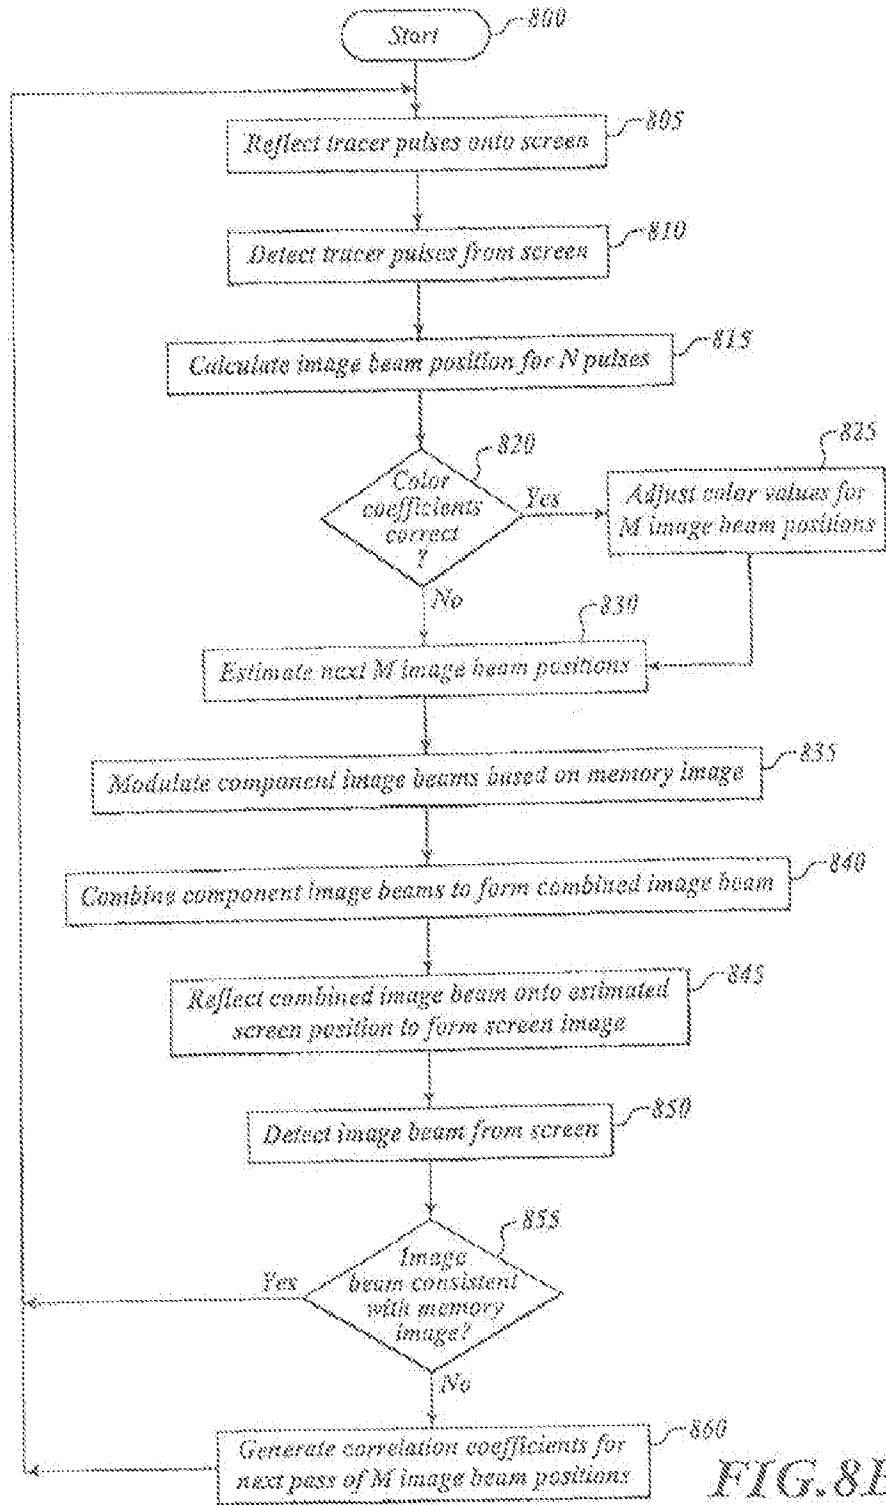 Start
800
Reflect tracer pulses onto screen
805
Detect tracer pulses from screen
810
Calculate image beam position for N pulses
815
Color
coefficients
correct
?
820
Yes
Adjust color values for
M image beam positions
825
No
Estimate next M image beam positions
830
Modulate component image beams based on memory image
835
Combine component image beams to form combined image beam
840
Reflect combined image beam onto estimated
screen position to form screen image
845
Detect image beam from screen
850
Image
beam consistent
with memory
image?
855
Yes
No
Generate correlation coefficients for
next pass of M image beam positions
860
FIG.8B